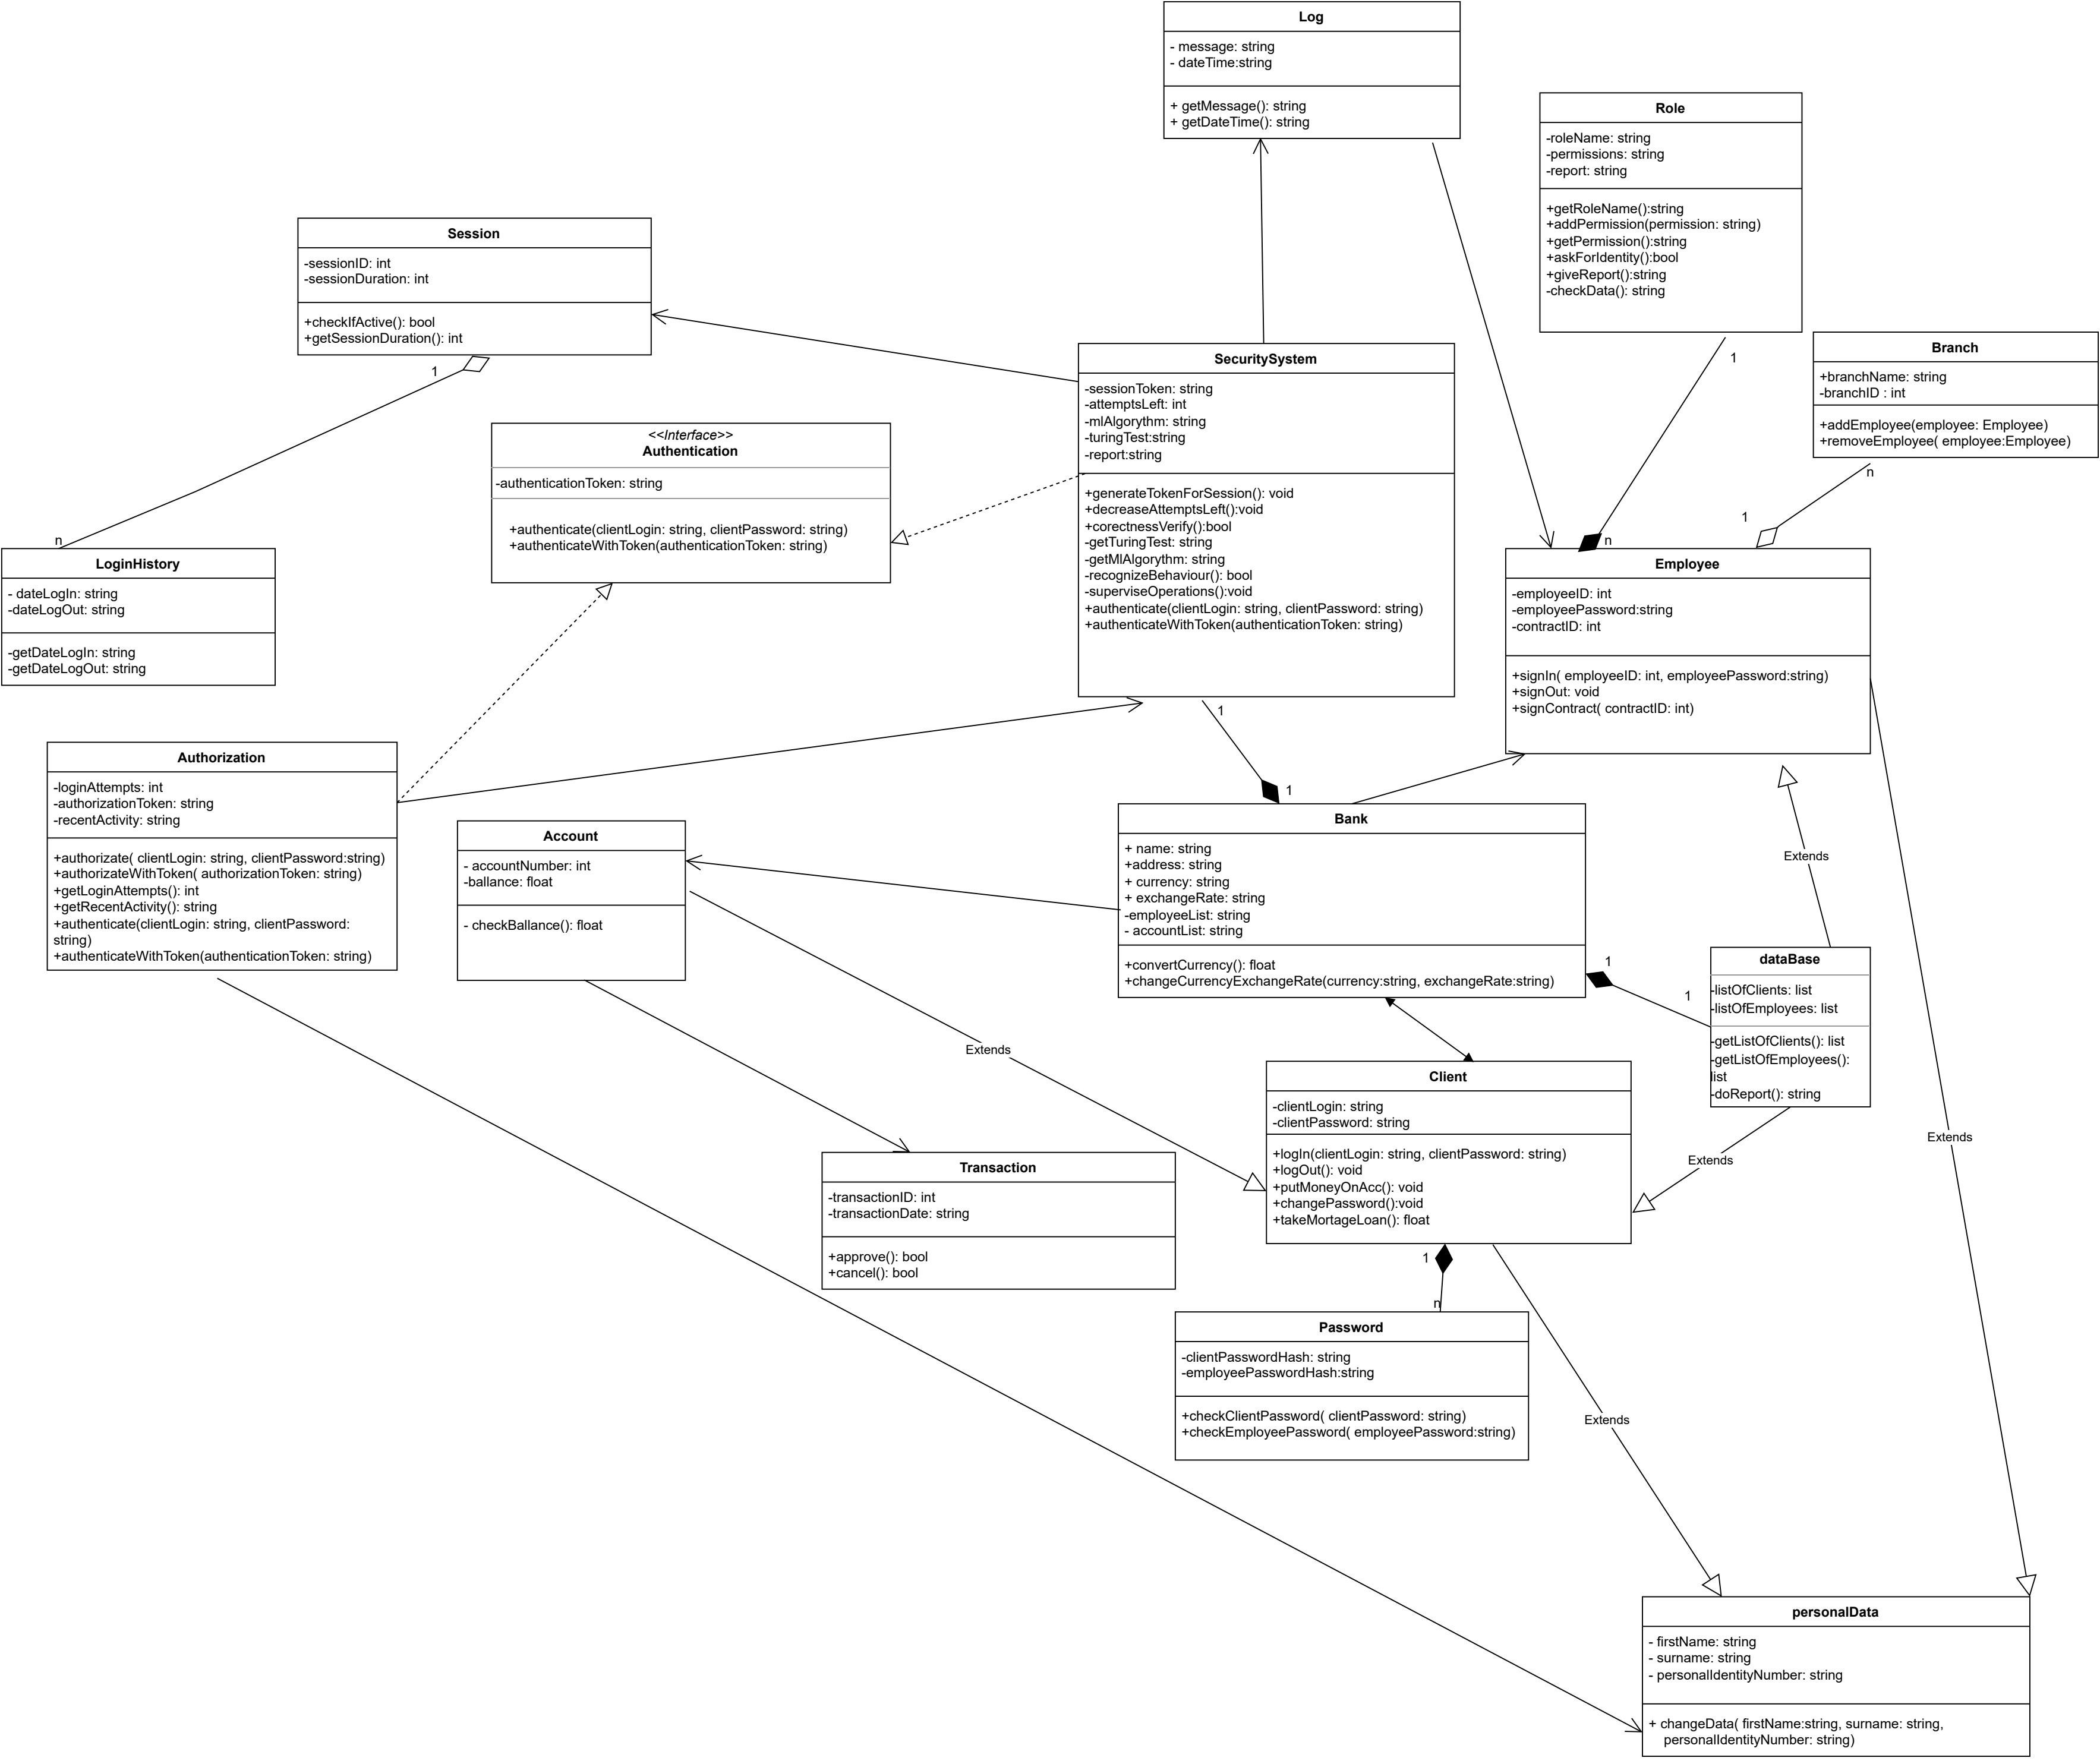 Log
- message: string
- dateTime:string
+ getMessage(): string
+ getDateTime(): string
Role
-roleName: string
-permissions: string
-report: string
+getRoleName():string
+addPermission(permission: string)
+getPermission():string
+askForIdentity():bool
+giveReport():string
-checkData(): string
1
n
Session
-sessionID: int
-sessionDuration: int
+checkIfActive(): bool
+getSessionDuration(): int
1
n
SecuritySystem
-sessionToken: string
-attemptsLeft: int
-mlAlgorythm: string
-turingTest:string
-report:string
+generateTokenForSession(): void
+decreaseAttemptsLeft():void
+corectnessVerify():bool
-getTuringTest: string
-getMlAlgorythm: string
-recognizeBehaviour(): bool
-superviseOperations():void
+authenticate(clientLogin: string, clientPassword: string)
+authenticateWithToken(authenticationToken: string)
1
1
Branch
+branchName: string
-branchID : int
+addEmployee(employee: Employee)
+removeEmployee( employee:Employee)
n
1
<<Interface>>
Authentication
-authenticationToken: string
+authenticate(clientLogin: string, clientPassword: string)
+authenticateWithToken(authenticationToken: string)
LoginHistory
- dateLogIn: string
-dateLogOut: string
-getDateLogIn: string
-getDateLogOut: string
Employee
-employeeID: int
-employeePassword:string
-contractID: int
+signIn( employeeID: int, employeePassword:string)
+signOut: void
+signContract( contractID: int)
Authorization
-loginAttempts: int
-authorizationToken: string
-recentActivity: string
+authorizate( clientLogin: string, clientPassword:string)
+authorizateWithToken( authorizationToken: string)
+getLoginAttempts(): int
+getRecentActivity(): string
+authenticate(clientLogin: string, clientPassword:
string)
+authenticateWithToken(authenticationToken: string)
Account
- accountNumber: int
-ballance: float
- checkBallance(): float
Bank
+ name: string
+address: string
+ currency: string
+ exchangeRate: string
-employeeList: string
- accountList: string
+convertCurrency(): float
+changeCurrencyExchangeRate(currency:string, exchangeRate:string)
Extends
1
1
dataBase
-listOfClients: list
-listOfEmployees: list
-getListOfClients(): list
-getListOfEmployees():
list
-doReport(): string
Extends
Client
-clientLogin: string
-clientPassword: string
+logIn(clientLogin: string, clientPassword: string)
+logOut(): void
+putMoneyOnAcc(): void
+changePassword():void
+takeMortageLoan(): float
Extends
Extends
Transaction
-transactionID: int
-transactionDate: string
+approve(): bool
+cancel(): bool
1
n
Password
-clientPasswordHash: string
-employeePasswordHash:string
+checkClientPassword( clientPassword: string)
+checkEmployeePassword( employeePassword:string)
Extends
personalData
- firstName: string
- surname: string
- personalIdentityNumber: string
+ changeData( firstName:string, surname: string,
personalIdentityNumber: string)